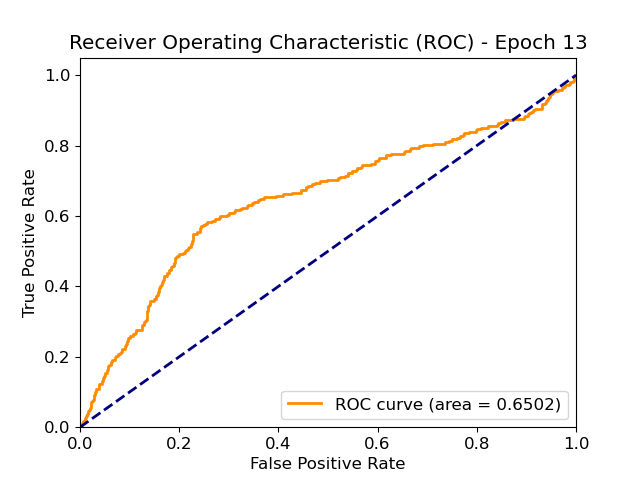 Receiver Operating Characteristic (ROC) - Epoch 13
True Positive Rate
1.0
0.8
0.6
0.4
0.2
0.0
ROC curve (area = 0.6502)
0.0 0.2 0.4 0.6 0.8 1.0
False Positive Rate